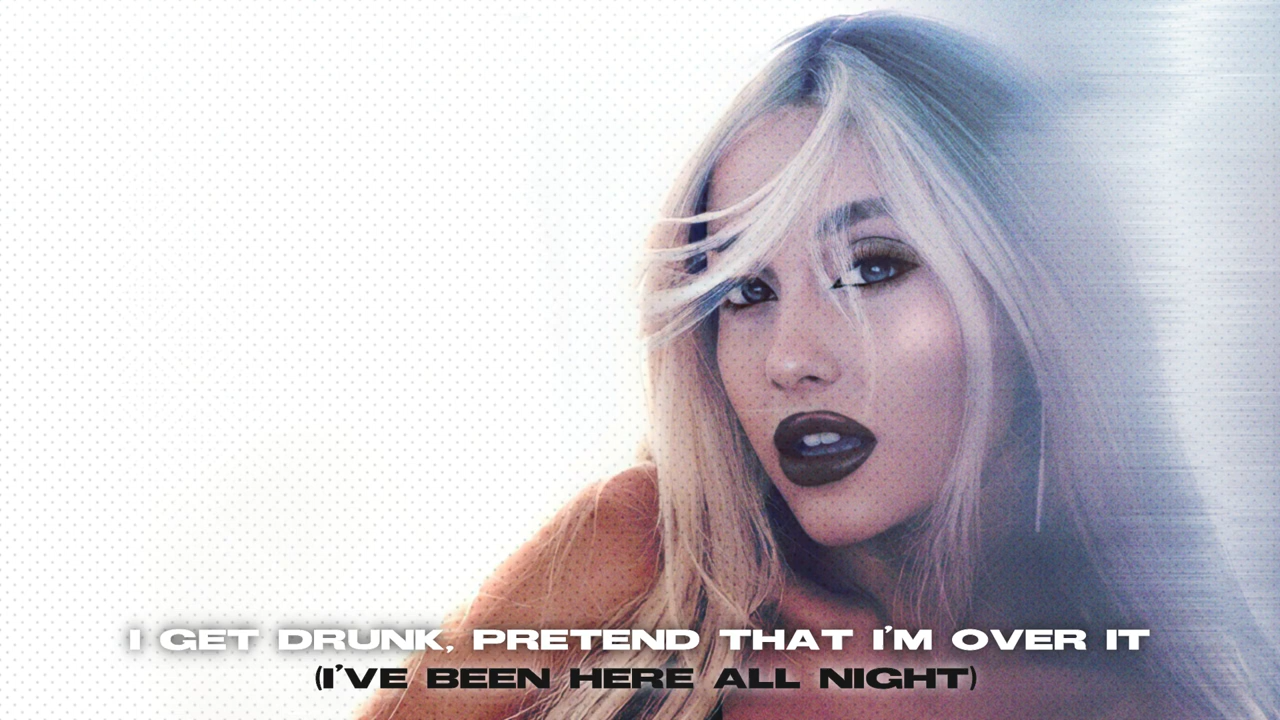 I GET DRUNK, PRETEND THAT I'M OVER IT
(I'VE BEEN HERE ALL NIGHT)